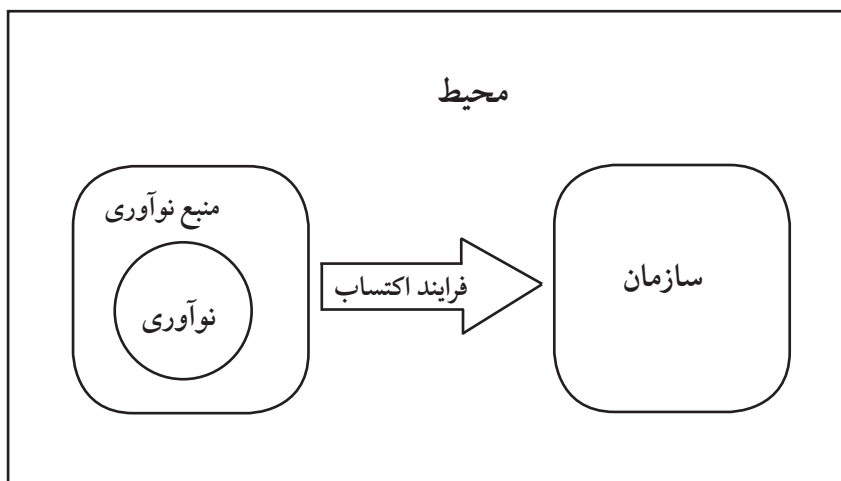 محیط
منبع نوآوری
نوآوری
فرایند اکتساب
سازمان